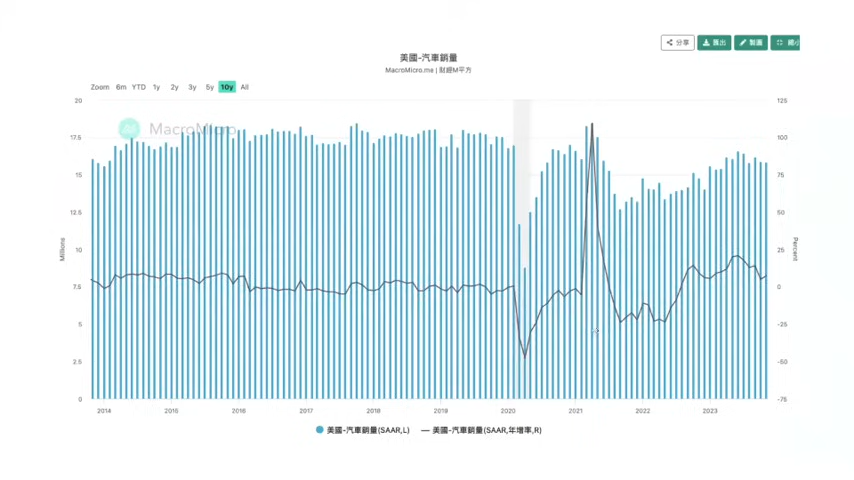 分享 匯出 製圖 縮小
美國-汽車銷量
MacroMicro.me | 財經M平方
Zoom 6m YTD 1y 2y 3y 5y 10y All
MacroMicro
20 125
17.5 100
15 75
12.5 50
10 25
7.5 0
5 -25
2.5 -50
0 -75
Millions
Percent
2014 2015 2016 2017 2018 2019 2020 2021 2022 2023
美國-汽車銷量(SAAR,L) 美國-汽車銷量(SAAR,年增率,R)